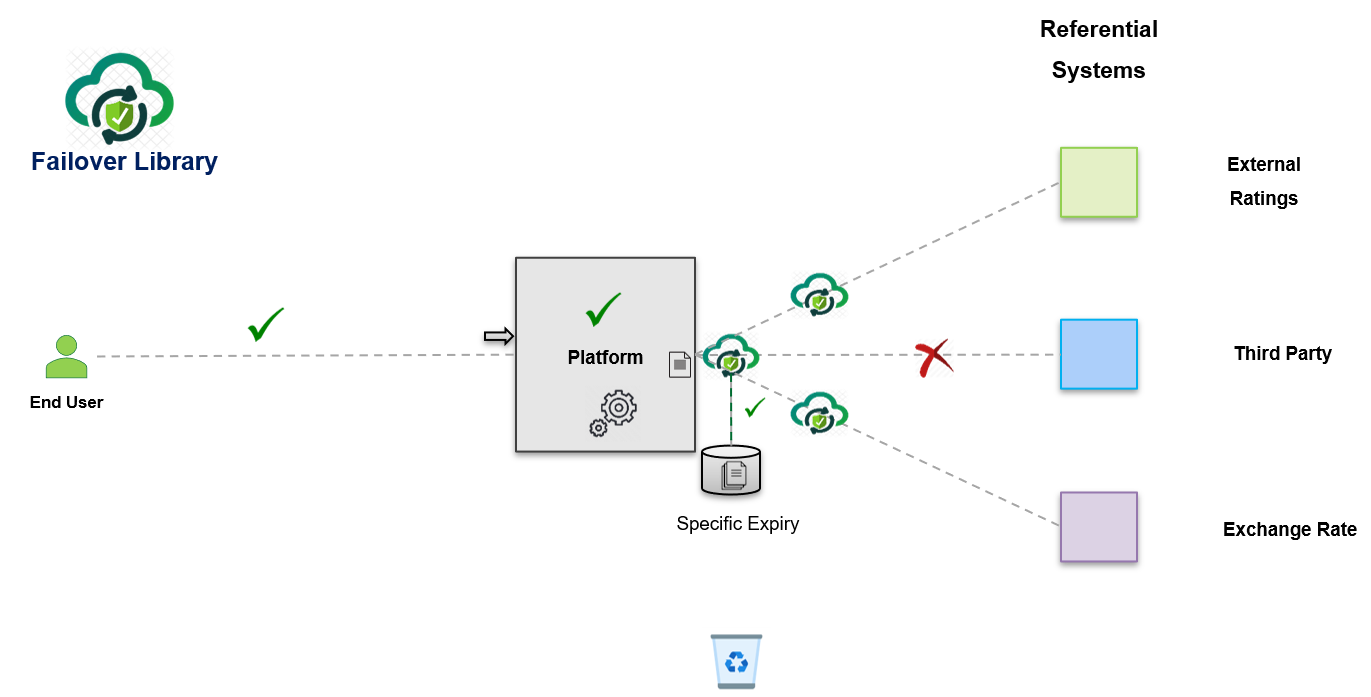 Referential
Systems
Failover Library
External
Ratings
Platform
Third Party
End User
Specific Expiry
Exchange Rate